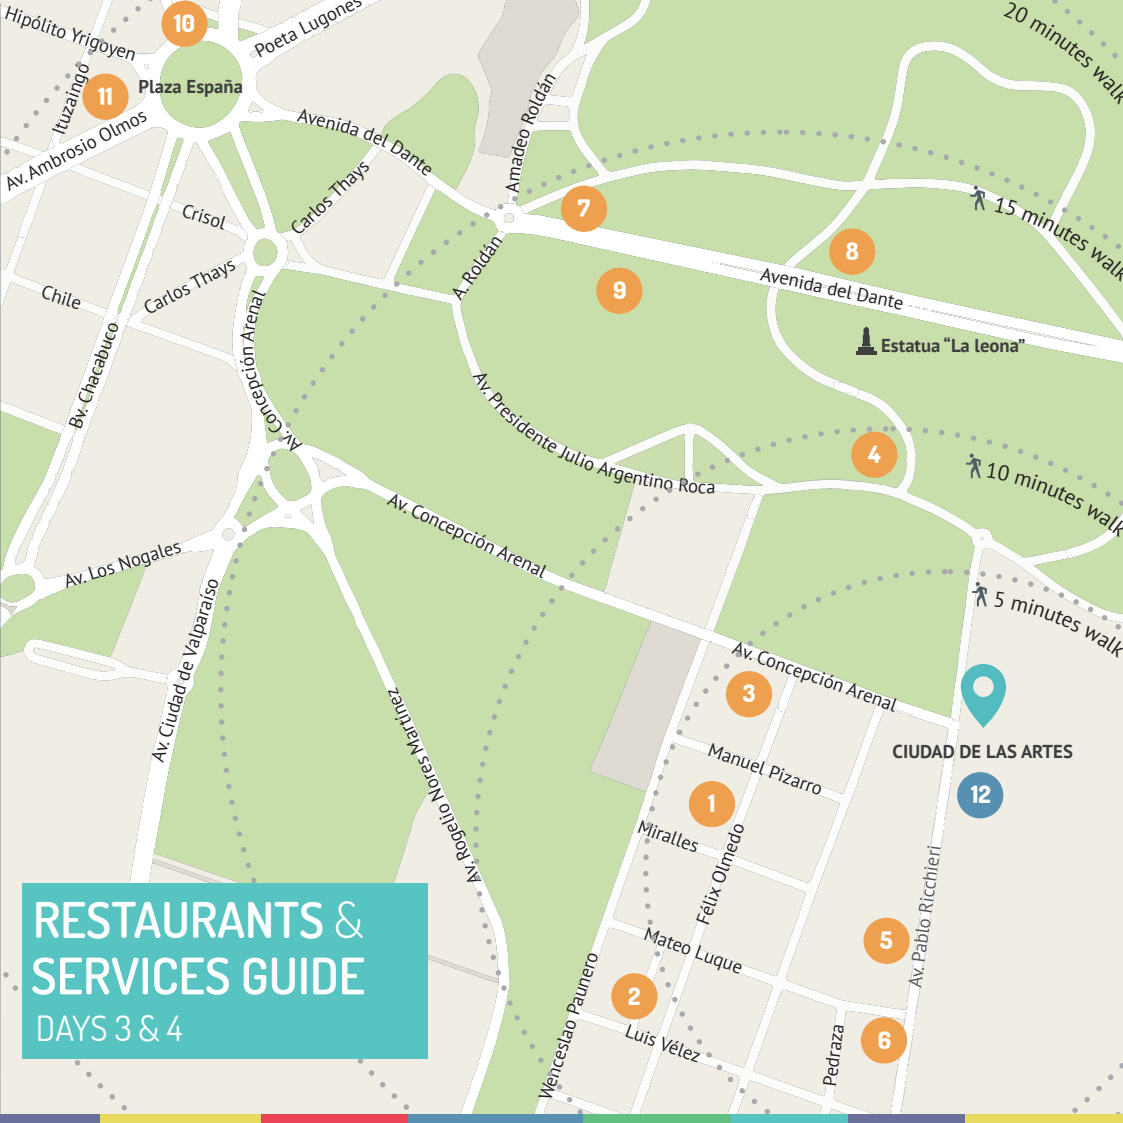 Hipólito Yrigoyen
10
Poeta Lugones
20 minutes walk
Ituzaingó
11
Plaza España
Av. Ambrosio Olmos
Avenida del Dante
Amadeo Roldán
Crisol
Carlos Thays
7
15 minutes walk
8
Carlos Thays
A. Roldán
9
Avenida del Dante
Chile
Estatua “La leona”
Bv. Chacabuco
Av. Concepción Arenal
Av. Presidente Julio Argentino Roca
4
10 minutes walk
Av. Concepción Arenal
Av. Los Nogales
5 minutes walk
Av. Ciudad de Valparaíso
Av. Concepción Arenal
3
CIUDAD DE LAS ARTES
12
Manuel Pizarro
1
Av. Rogelio Nores Martínez
Miralles
Félix Olmedo
Av. Pablo Ricchieri
5
Mateo Luque
2
Wenceslao Paunero
Luis Vélez
Pedraza
6
RESTAURANTS &
SERVICES GUIDE
DAYS 3 & 4